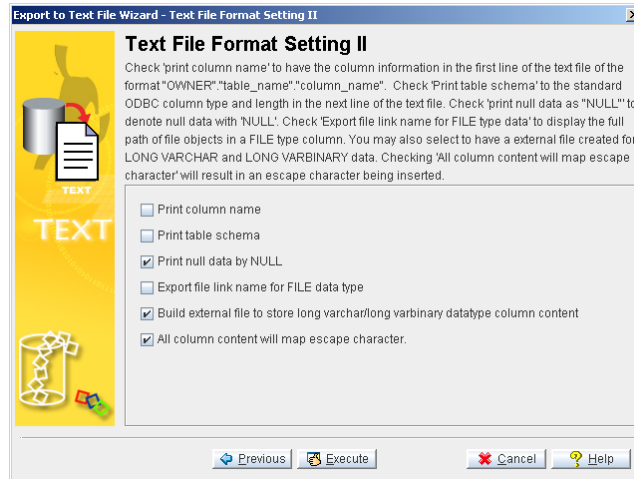 Export to Text File Wizard - Text File Format Setting II
Text File Format Setting II
Check 'print column name' to have the column information in the first line of the text file of the
format "OWNER"."table_name"."column_name". Check 'Print table schema' to the standard
ODBC column type and length in the next line of the text file. Check 'print null data as "NULL"' to
denote null data with 'NULL'. Check 'Export file link name for FILE type data' to display the full
path of file objects in a FILE type column. You may also select to have a external file created for
LONG VARCHAR and LONG VARBINARY data. Checking 'All column content will map escape
character' will result in an escape character being inserted.
TEXT
TEXT
Print column name
Print table schema
Print null data by NULL
Export file link name for FILE data type
Build external file to store long varchar/long varbinary datatype column content
All column content will map escape character.
Previous
Execute
Cancel
Help